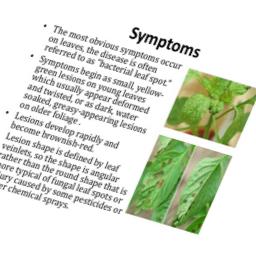 Symptoms
• The most obvious symptoms occur
on leaves, the disease is often
referred to as "bacterial leaf spot."
• Symptoms begin as small, yellow-
green lesions on young leaves
which usually appear deformed
and twisted, or as dark, water
soaked, greasy-appearing lesions
on older foliage .
• Lesions develop rapidly and
become brownish-red.
Lesion shape is defined by leaf
veinlets, so the shape is angular
rather than the round shape that is
more typical of fungal leaf spots or
ury caused by some pesticides or
er chemical sprays.